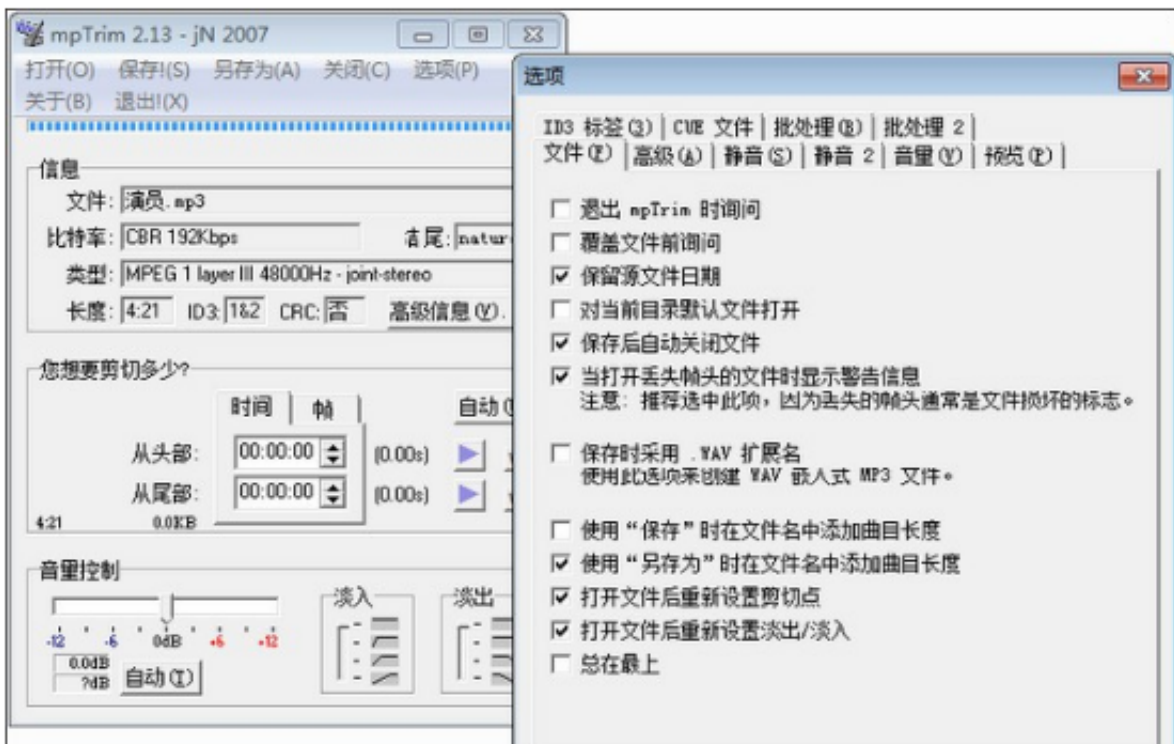 mpTrim 2.13 - jN 2007
打开(O) 保存!(S) 另存为(A) 关闭(C) 选项(P)
关于(B) 退出!(X)
信息
文件: 演员.mp3
比特率: CBR 192Kbps 结尾: natur
类型: MPEG 1 layer III 48000Hz - joint-stereo
长度: 4:21 ID3: 1&2 CRC: 否 高级信息(V).
您想要剪切多少?
时间 帧 自动(
从头部: 00:00:00 (0.00s)
从尾部: 00:00:00 (0.00s)
4:21 0.0KB
音量控制
淡入 淡出
-12 -6 0dB +6 +12
0.0dB
?dB 自动(I)
选项
ID3 标签(3) CUE 文件 批处理(B) 批处理 2
文件(F) 高级(A) 静音(S) 静音 2 音量(V) 预览(P)
退出 mpTrim 时询问
覆盖文件前询问
保留源文件日期
对当前目录默认文件打开
保存后自动关闭文件
当打开丢失帧头的文件时显示警告信息
注意: 推荐选中此项，因为丢失的帧头通常是文件损坏的标志。
保存时采用 .WAV 扩展名
使用此选项来创建 WAV 嵌入式 MP3 文件。
使用“保存”时在文件名中添加曲目长度
使用“另存为”时在文件名中添加曲目长度
打开文件后重新设置剪切点
打开文件后重新设置淡出/淡入
总在最上